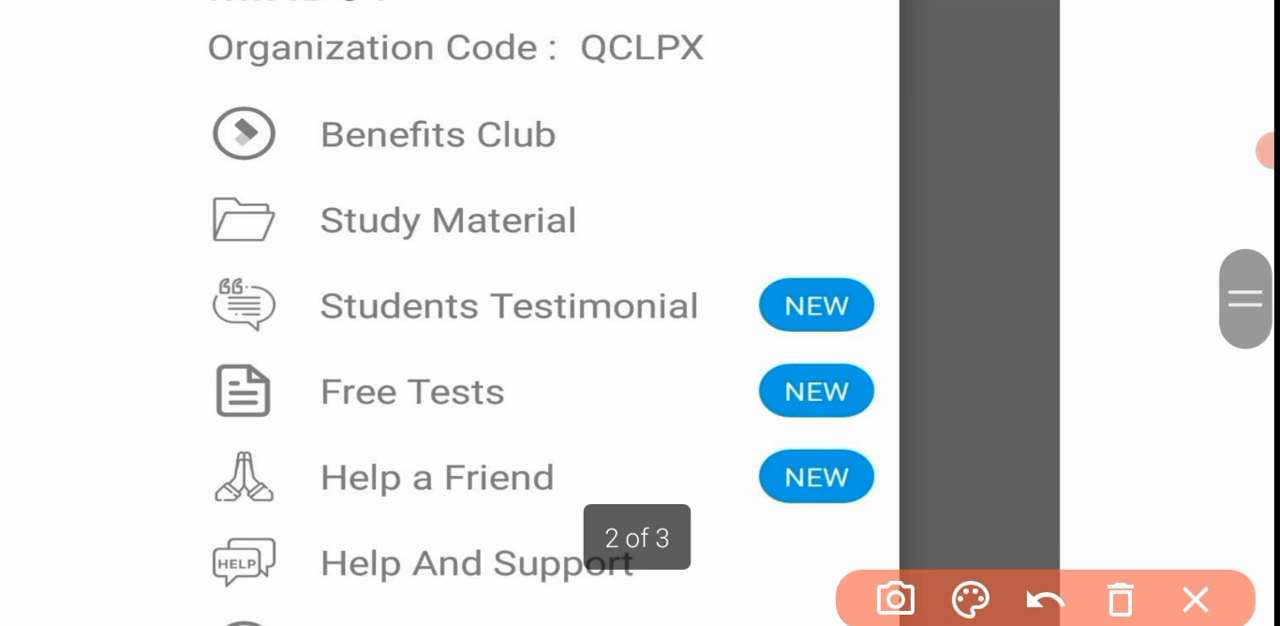 Organization Code : QCLPX
Benefits Club
Study Material
66
Students Testimonial NEW
Free Tests NEW
Help a Friend NEW
2 of 3
HELP Help And Support